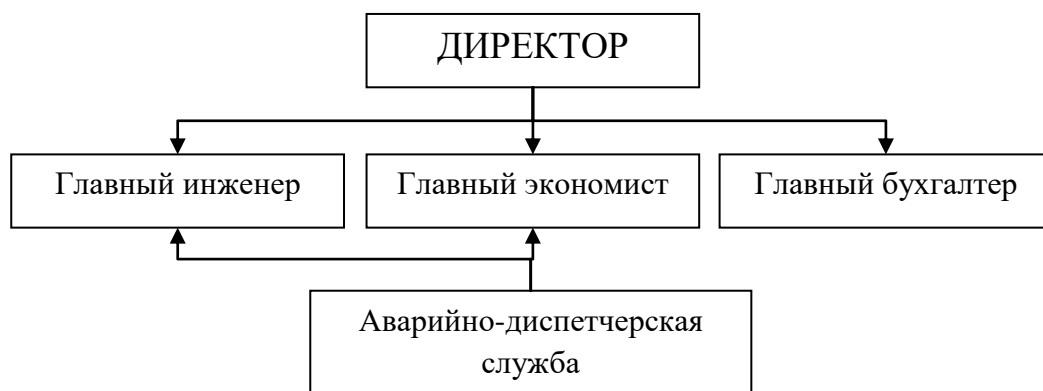 ДИРЕКТОР
Главный инженер
Главный экономист
Главный бухгалтер
Аварийно-диспетчерская
служба